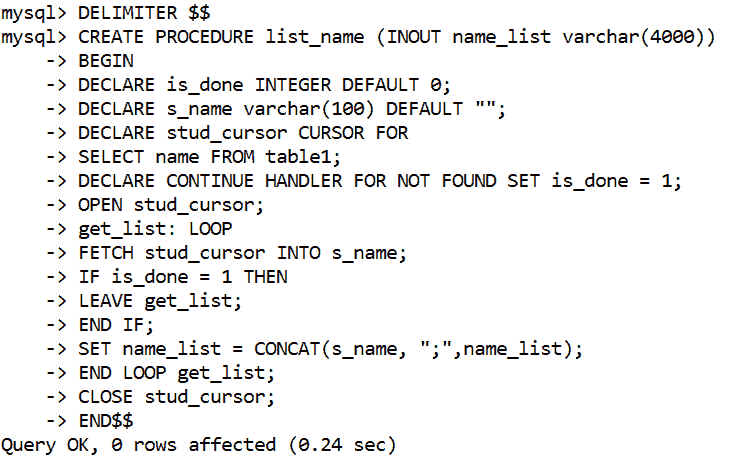 mysql> DELIMITER $$
mysql> CREATE PROCEDURE list_name (INOUT name_list varchar(4000))
    -> BEGIN
    -> DECLARE is_done INTEGER DEFAULT 0;
    -> DECLARE s_name varchar(100) DEFAULT "";
    -> DECLARE stud_cursor CURSOR FOR
    -> SELECT name FROM table1;
    -> DECLARE CONTINUE HANDLER FOR NOT FOUND SET is_done = 1;
    -> OPEN stud_cursor;
    -> get_list: LOOP
    -> FETCH stud_cursor INTO s_name;
    -> IF is_done = 1 THEN
    -> LEAVE get_list;
    -> END IF;
    -> SET name_list = CONCAT(s_name, ";",name_list);
    -> END LOOP get_list;
    -> CLOSE stud_cursor;
    -> END$$
Query OK, 0 rows affected (0.24 sec)